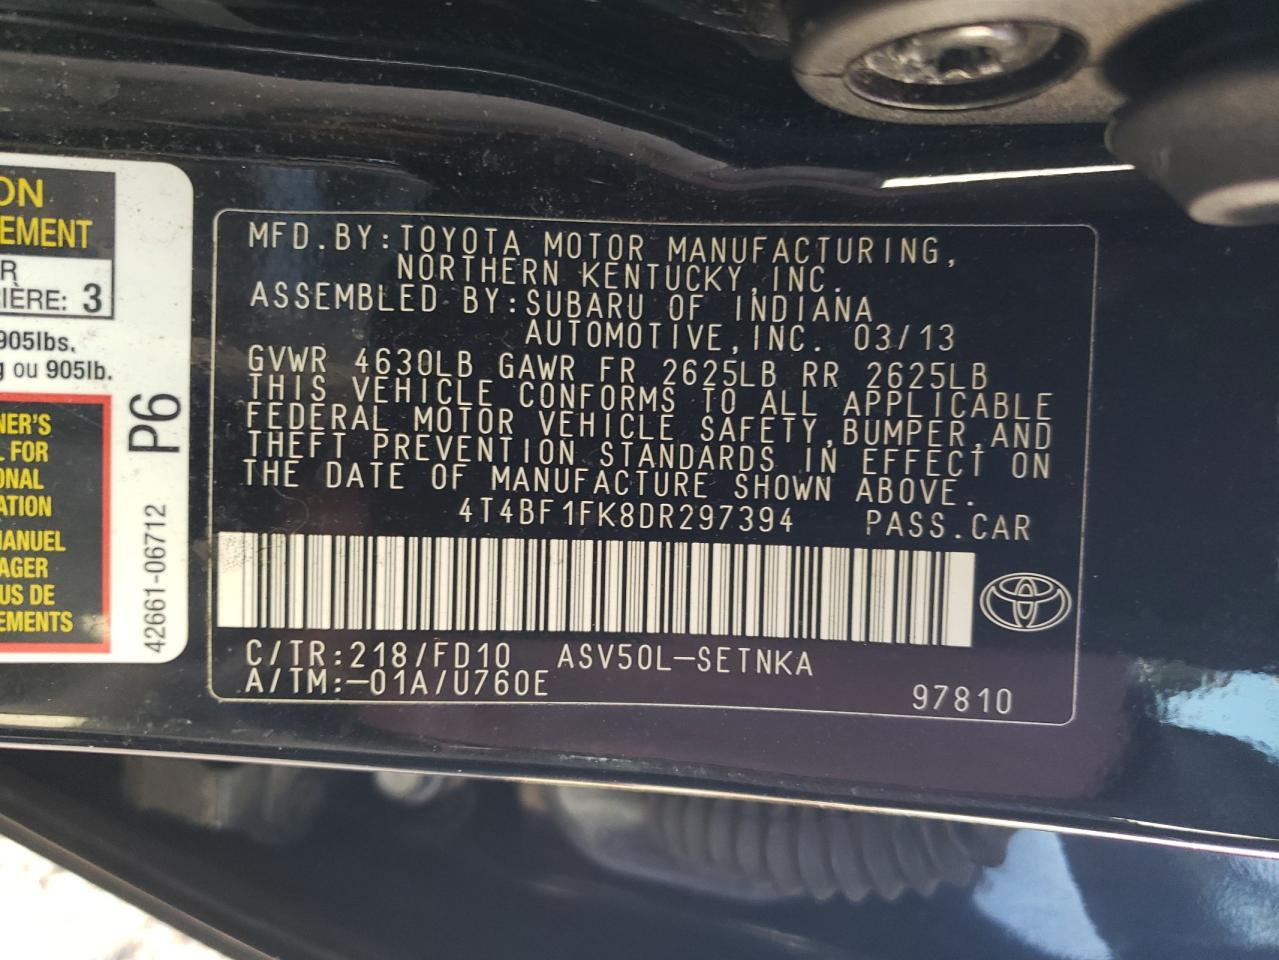 ON
EMENT
R
IÈRE: 3
905lbs.
g ou 905lb.
NER'S
FOR
ONAL
ATION
MANUEL
AGER
US DE
EMENTS
P6
42661-06712
MFD.BY:TOYOTA MOTOR MANUFACTURING,
NORTHERN KENTUCKY,INC.
ASSEMBLED BY:SUBARU OF INDIANA
AUTOMOTIVE,INC. 03/13
GVWR 4630LB GAWR FR 2625LB RR 2625LB
THIS VEHICLE CONFORMS TO ALL APPLICABLE
FEDERAL MOTOR VEHICLE SAFETY,BUMPER,AND
THEFT PREVENTION STANDARDS IN EFFECT ON
THE DATE OF MANUFACTURE SHOWN ABOVE.
4T4BF1FK8DR297394 PASS.CAR
C/TR:218/FD10 ASV50L-SETNKA
A/TM:-01A/U760E
97810